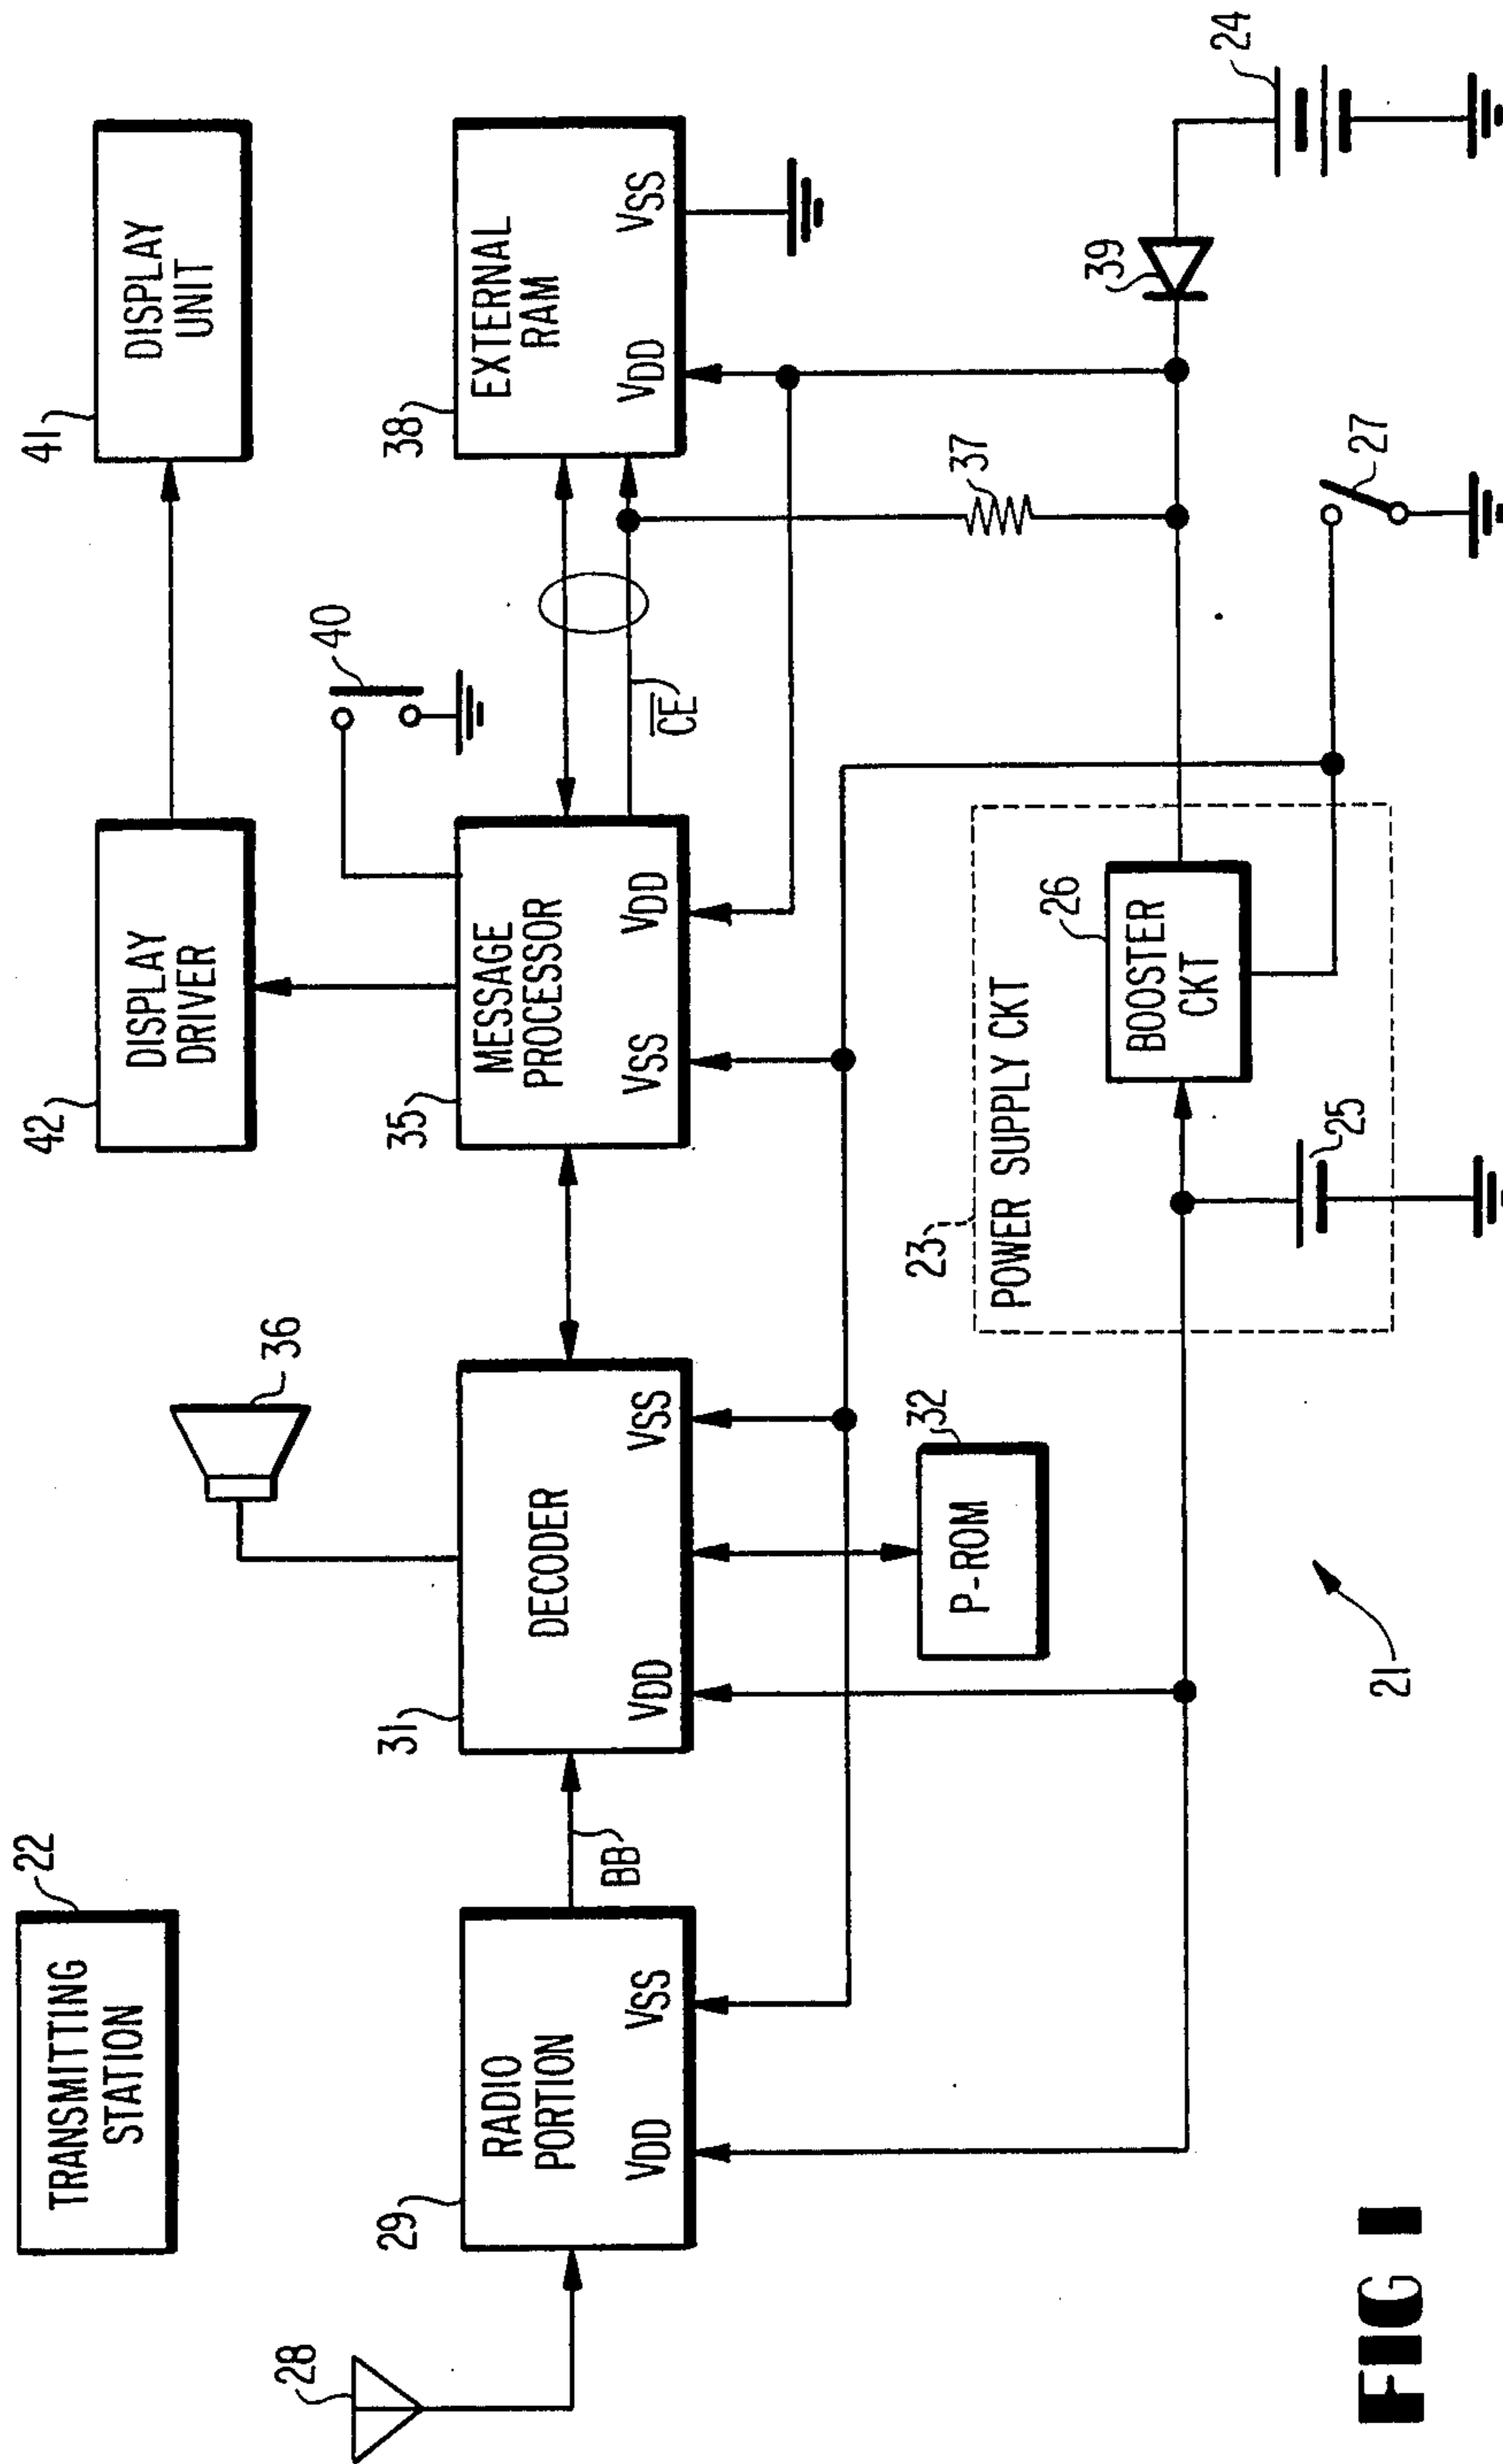 TRANSMITTING
STATION
22
28
29
RADIO
PORTION
VDD
VSS
BB
31
DECODER
VDD
VSS
36
P-ROM
32
42
DISPLAY
DRIVER
41
DISPLAY
UNIT
35
MESSAGE
PROCESSOR
VSS
VDD
40
CE
38
EXTERNAL
RAM
VDD
VSS
37
39
24
27
23
POWER SUPPLY CKT
26
BOOSTER
CKT
25
21
FIG 1